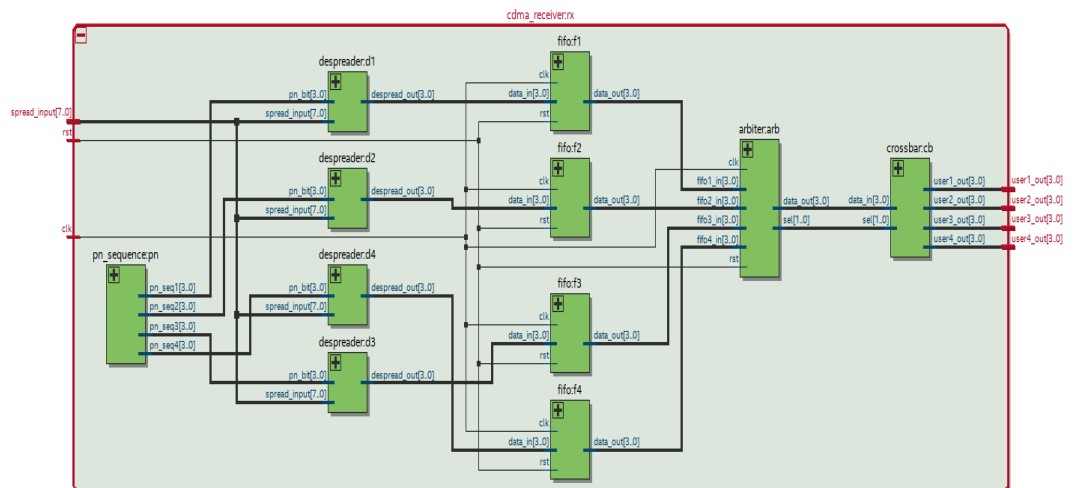 cdma_receiver:rx
spread_input[7..0]
rst
clk
pn_sequence:pn
pn_seq1[3..0]
pn_seq2[3..0]
pn_seq3[3..0]
pn_seq4[3..0]
despreader:d1
pn_bit[3..0]
spread_input[7..0]
despread_out[3..0]
despreader:d2
pn_bit[3..0]
spread_input[7..0]
despread_out[3..0]
despreader:d4
pn_bit[3..0]
spread_input[7..0]
despread_out[3..0]
despreader:d3
pn_bit[3..0]
spread_input[7..0]
despread_out[3..0]
fifo:f1
clk
data_in[3..0]
rst
data_out[3..0]
fifo:f2
clk
data_in[3..0]
rst
data_out[3..0]
fifo:f3
clk
data_in[3..0]
rst
data_out[3..0]
fifo:f4
clk
data_in[3..0]
rst
data_out[3..0]
arbiter:arb
clk
fifo1_in[3..0]
fifo2_in[3..0]
fifo3_in[3..0]
fifo4_in[3..0]
rst
data_out[3..0]
sel[1..0]
crossbar:cb
data_in[3..0]
sel[1..0]
user1_out[3..0]
user2_out[3..0]
user3_out[3..0]
user4_out[3..0]
user1_out[3..0]
user2_out[3..0]
user3_out[3..0]
user4_out[3..0]